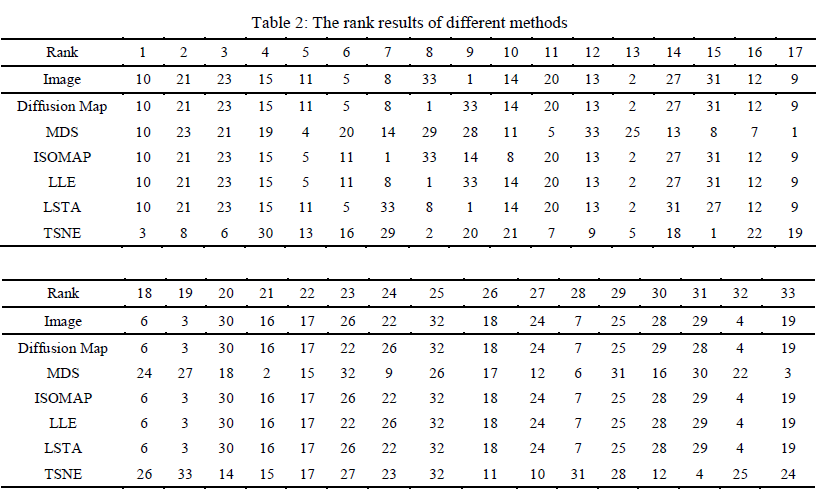 Table 2: The rank results of different methods
Rank 1 2 3 4 5 6 7 8 9 10 11 12 13 14 15 16 17
Image 10 21 23 15 11 5 8 33 1 14 20 13 2 27 31 12 9
Diffusion Map 10 21 23 15 11 5 8 1 33 14 20 13 2 27 31 12 9
MDS 10 23 21 19 4 20 14 29 28 11 5 33 25 13 8 7 1
ISOMAP 10 21 23 15 5 11 1 33 14 8 20 13 2 27 31 12 9
LLE 10 21 23 15 5 11 8 1 33 14 20 13 2 27 31 12 9
LSTA 10 21 23 15 11 5 33 8 1 14 20 13 2 31 27 12 9
TSNE 3 8 6 30 13 16 29 2 20 21 7 9 5 18 1 22 19
Rank 18 19 20 21 22 23 24 25 26 27 28 29 30 31 32 33
Image 6 3 30 16 17 26 22 32 18 24 7 25 28 29 4 19
Diffusion Map 6 3 30 16 17 22 26 32 18 24 7 25 29 28 4 19
MDS 24 27 18 2 15 32 9 26 17 12 6 31 16 30 22 3
ISOMAP 6 3 30 16 17 26 22 32 18 24 7 25 28 29 4 19
LLE 6 3 30 16 17 22 26 32 18 24 7 25 28 29 4 19
LSTA 6 3 30 16 17 26 22 32 18 24 7 25 28 29 4 19
TSNE 26 33 14 15 17 27 23 32 11 10 31 28 12 4 25 24